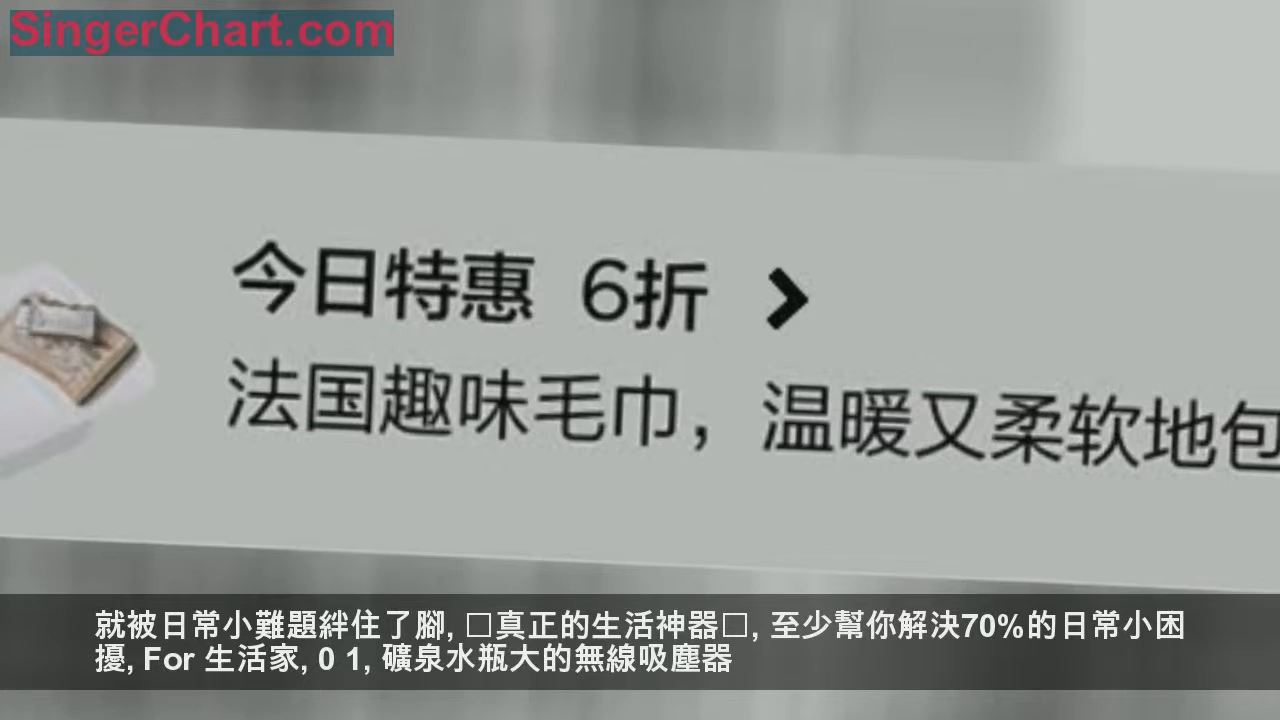 SingerChart.com
今日特惠 6折 >
法国趣味毛巾，温暖又柔软地包
就被日常小難題絆住了腳, □真正的生活神器□, 至少幫你解決70%的日常小困
擾, For 生活家, 0 1, 礦泉水瓶大的無線吸塵器